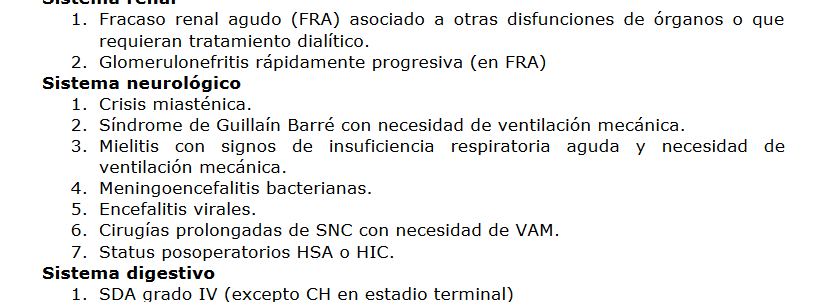 Sistema renal
1. Fracaso renal agudo (FRA) asociado a otras disfunciones de órganos o que
requieran tratamiento dialítico.
2. Glomerulonefritis rápidamente progresiva (en FRA)
Sistema neurológico
1. Crisis miasténica.
2. Síndrome de Guillaín Barré con necesidad de ventilación mecánica.
3. Mielitis con signos de insuficiencia respiratoria aguda y necesidad de
ventilación mecánica.
4. Meningoencefalitis bacterianas.
5. Encefalitis virales.
6. Cirugías prolongadas de SNC con necesidad de VAM.
7. Status posoperatorios HSA o HIC.
Sistema digestivo
1. SDA grado IV (excepto CH en estadio terminal)